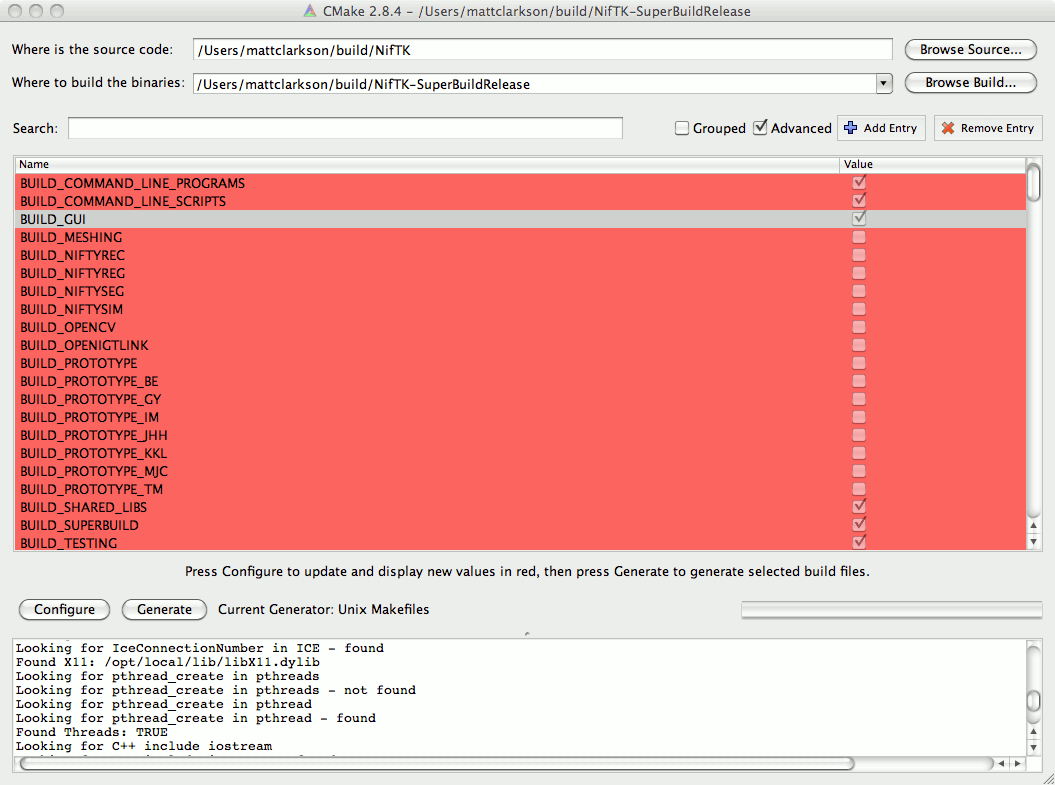 CMake 2.8.4 - /Users/mattclarkson/build/NifTK-SuperBuildRelease
Where is the source code: /Users/mattclarkson/build/NifTK Browse Source...
Where to build the binaries: /Users/mattclarkson/build/NifTK-SuperBuildRelease Browse Build...
Search: Grouped Advanced Add Entry Remove Entry
Name Value
BUILD_COMMAND_LINE_PROGRAMS
BUILD_COMMAND_LINE_SCRIPTS
BUILD_GUI
BUILD_MESHING
BUILD_NIFTYREC
BUILD_NIFTYREG
BUILD_NIFTYSEG
BUILD_NIFTYSIM
BUILD_OPENCV
BUILD_OPENIGTLINK
BUILD_PROTOTYPE
BUILD_PROTOTYPE_BE
BUILD_PROTOTYPE_GY
BUILD_PROTOTYPE_IM
BUILD_PROTOTYPE_JHH
BUILD_PROTOTYPE_KKL
BUILD_PROTOTYPE_MJC
BUILD_PROTOTYPE_TM
BUILD_SHARED_LIBS
BUILD_SUPERBUILD
BUILD_TESTING
Press Configure to update and display new values in red, then press Generate to generate selected build files.
Configure Generate Current Generator: Unix Makefiles
Looking for IceConnectionNumber in ICE - found
Found X11: /opt/local/lib/libX11.dylib
Looking for pthread_create in pthreads
Looking for pthread_create in pthreads - not found
Looking for pthread_create in pthread
Looking for pthread_create in pthread - found
Found Threads: TRUE
Looking for C++ include iostream